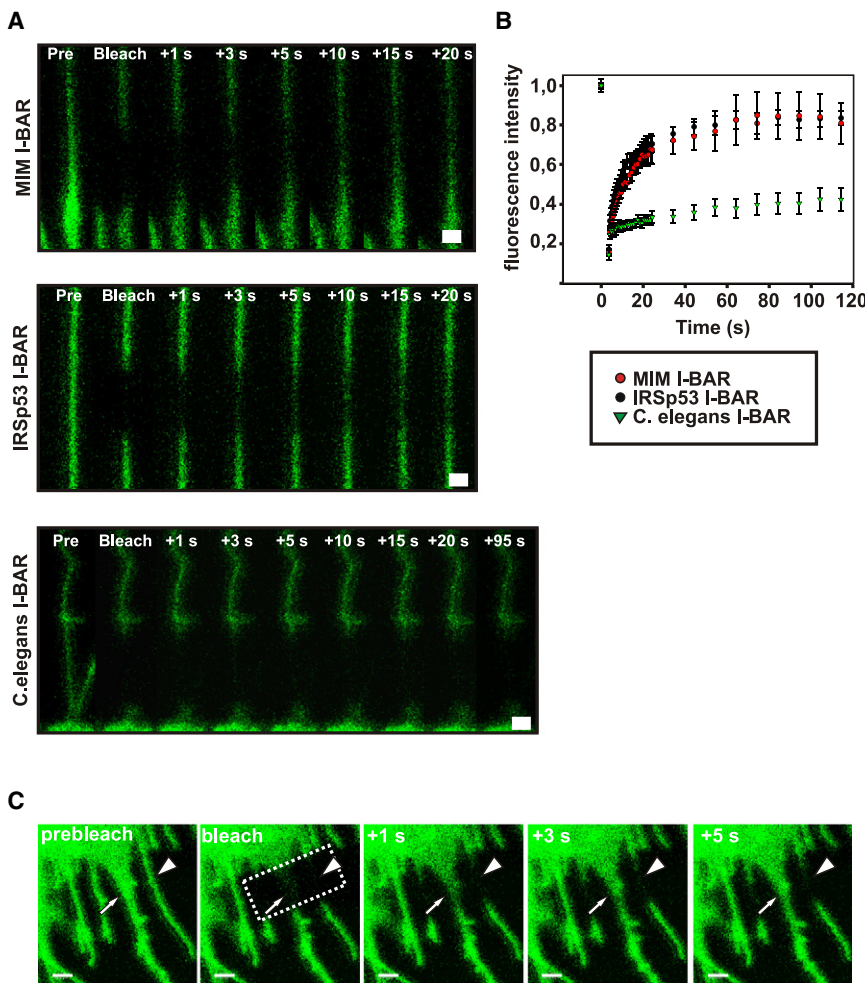 A
Pre Bleach +1 s +3 s +5 s +10 s +15 s +20 s
MIM I-BAR
Pre Bleach +1 s +3 s +5 s +10 s +15 s +20 s
IRSp53 I-BAR
Pre Bleach +1 s +3 s +5 s +10 s +15 s +20 s +95 s
C.elegans I-BAR
B
fluorescence intensity
1,0
0,8
0,6
0,4
0,2
0 20 40 60 80 100 120
Time (s)
MIM I-BAR
IRSp53 I-BAR
C. elegans I-BAR
C
prebleach bleach +1 s +3 s +5 s